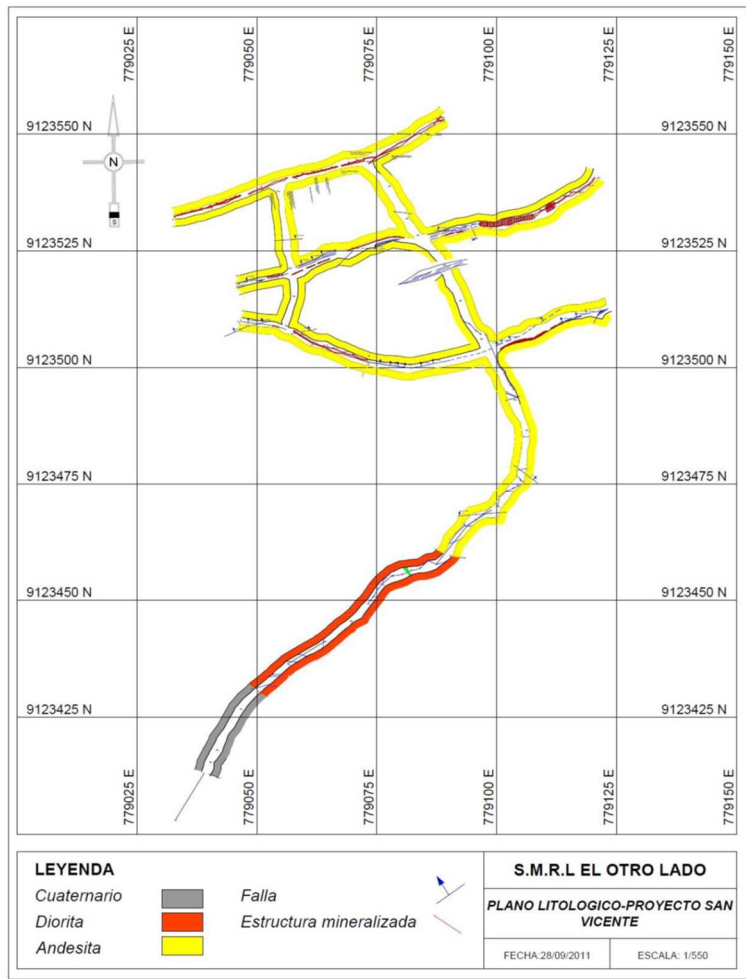 779025 E
779050 E
779075 E
779100 E
779125 E
779150 E
9123550 N
9123550 N
N
S
9123525 N
9123525 N
9123500 N
9123500 N
9123475 N
9123475 N
9123450 N
9123450 N
9123425 N
9123425 N
779025 E
779050 E
779075 E
779100 E
779125 E
779150 E
LEYENDA
Cuaternario
Diorita
Andesita
Falla
Estructura mineralizada
S.M.R.L EL OTRO LADO
PLANO LITOLOGICO-PROYECTO SAN
VICENTE
FECHA:28/09/2011
ESCALA: 1/550